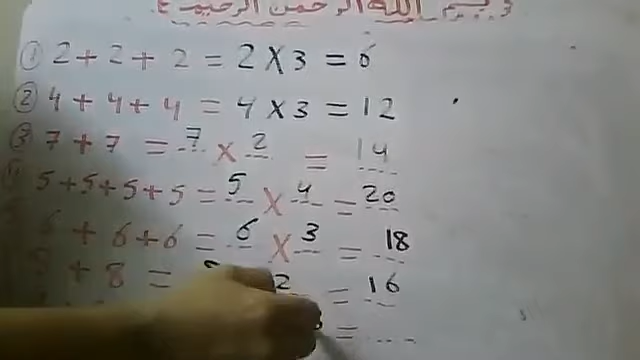 بسم الله الرحمن الرحيم
① 2 + 2 + 2 = 2 X 3 = 6
② 4 + 4 + 4 = 4 X 3 = 12
③ 7 + 7 = 7 X 2 = 14
5 + 5 + 5 + 5 = 5 X 4 = 20
6 + 6 + 6 = 6 X 3 = 18
+ 8 = 2 = 16
=